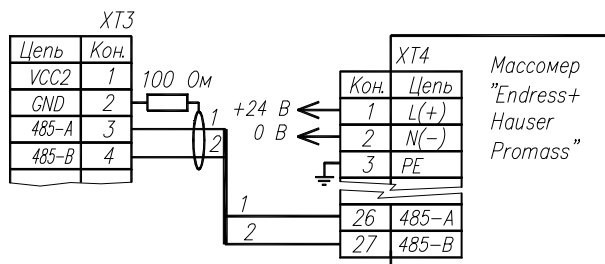 XT3
Цепь Кон.
VCC2 1
GND 2
485-A 3
485-B 4
100 Ом
1
2
+24 В
0 В
XT4
Кон. Цепь
1 L(+)
2 N(-)
3 PE
26 485-A
27 485-B
1
2
Массомер
"Endress+
Hauser
Promass"